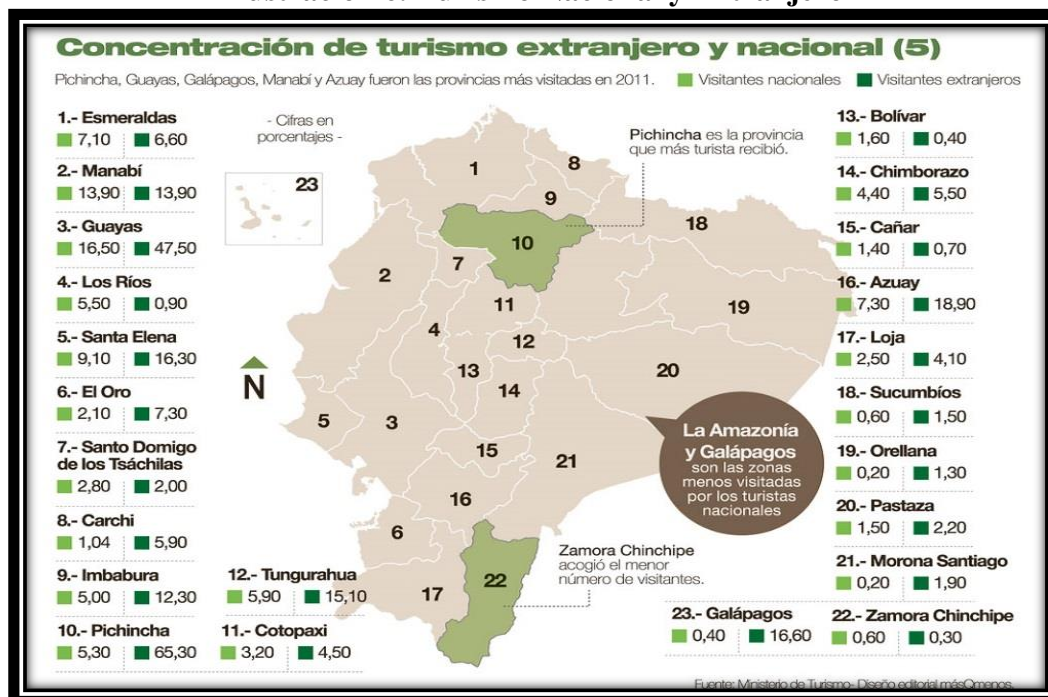 Concentración de turismo extranjero y nacional (5)
Pichincha, Guayas, Galápagos, Manabí y Azuay fueron las provincias más visitadas en 2011.
Visitantes nacionales
Visitantes extranjeros
- Cifras en
porcentajes -
1.- Esmeraldas
7,10 6,60
2.- Manabí
13,90 13,90
3.- Guayas
16,50 47,50
4.- Los Ríos
5,50 0,90
5.- Santa Elena
9,10 16,30
6.- El Oro
2,10 7,30
7.- Santo Domigo
de los Tsáchilas
2,80 2,00
8.- Carchi
1,04 5,90
9.- Imbabura
5,00 12,30
10.- Pichincha
5,30 65,30
12.- Tungurahua
5,90 15,10
11.- Cotopaxi
3,20 4,50
23
1
8
9
10
18
2
7
11
19
4
12
13
14
20
5
3
15
21
16
6
22
17
N
Pichincha es la provincia
que más turista recibió.
La Amazonía
y Galápagos
son las zonas
menos visitadas
por los turistas
nacionales
Zamora Chinchipe
acogió el menor
número de visitantes.
13.- Bolívar
1,60 0,40
14.- Chimborazo
4,40 5,50
15.- Cañar
1,40 0,70
16.- Azuay
7,30 18,90
17.- Loja
2,50 4,10
18.- Sucumbíos
0,60 1,50
19.- Orellana
0,20 1,30
20.- Pastaza
1,50 2,20
21.- Morona Santiago
0,20 1,90
23.- Galápagos
0,40 16,60
22.- Zamora Chinchipe
0,60 0,30
Fuente: Ministerio de Turismo- Diseño editorial másQmenos.